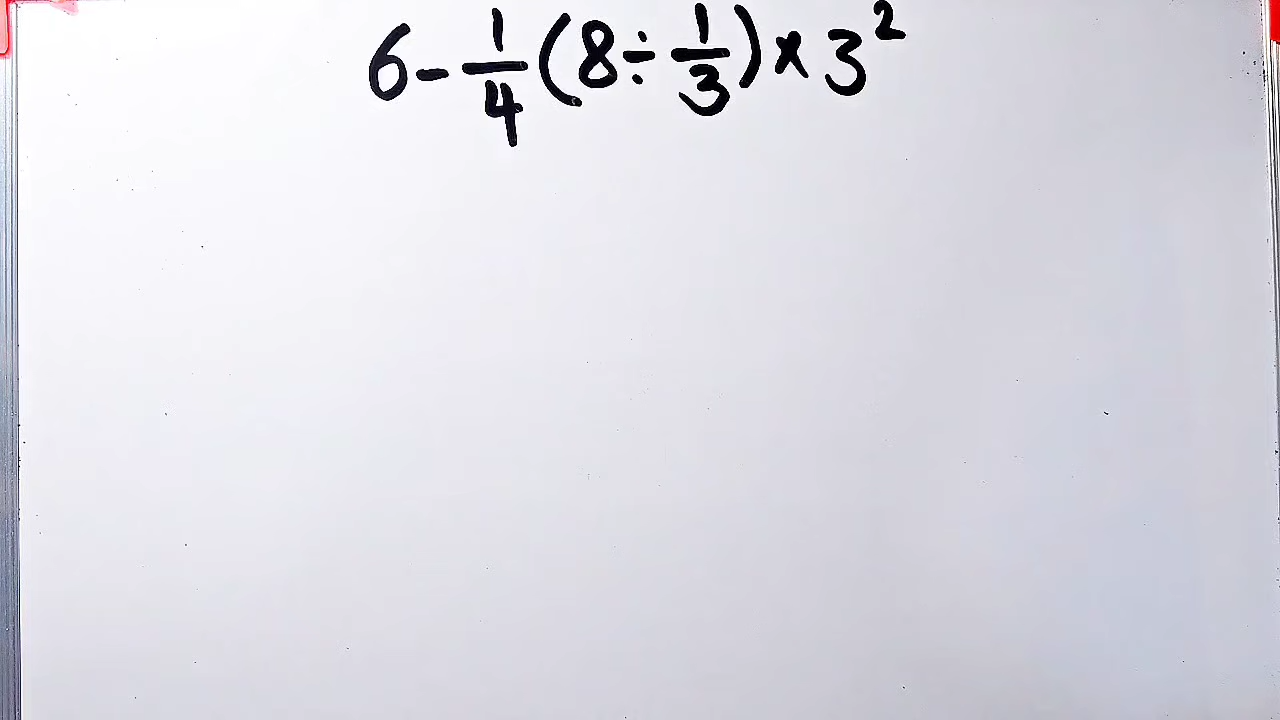 6 - 1/4 (8 ÷ 1/3) × 3²